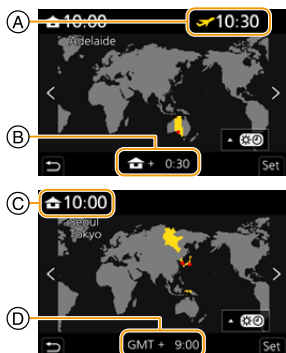 A
10:00
10:30
Adelaide
B
+ 0:30
Set
C
10:00
Seoul
Tokyo
D
GMT + 9:00
Set